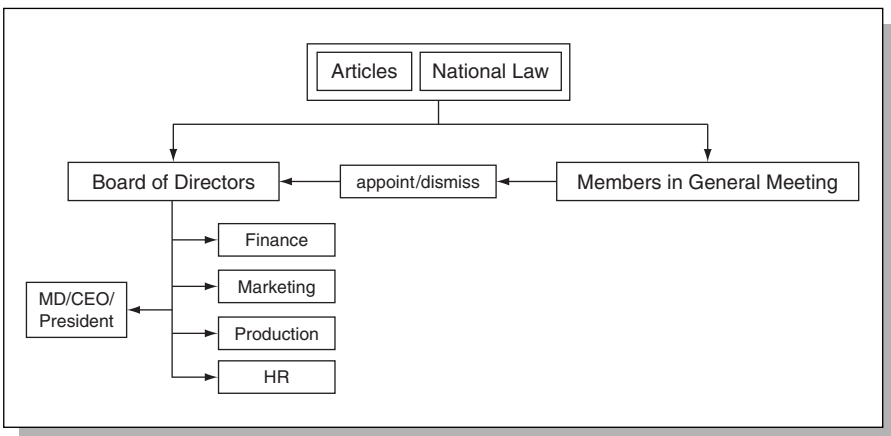 Articles
National Law
Board of Directors
appoint/dismiss
Members in General Meeting
Finance
Marketing
MD/CEO/
President
Production
HR